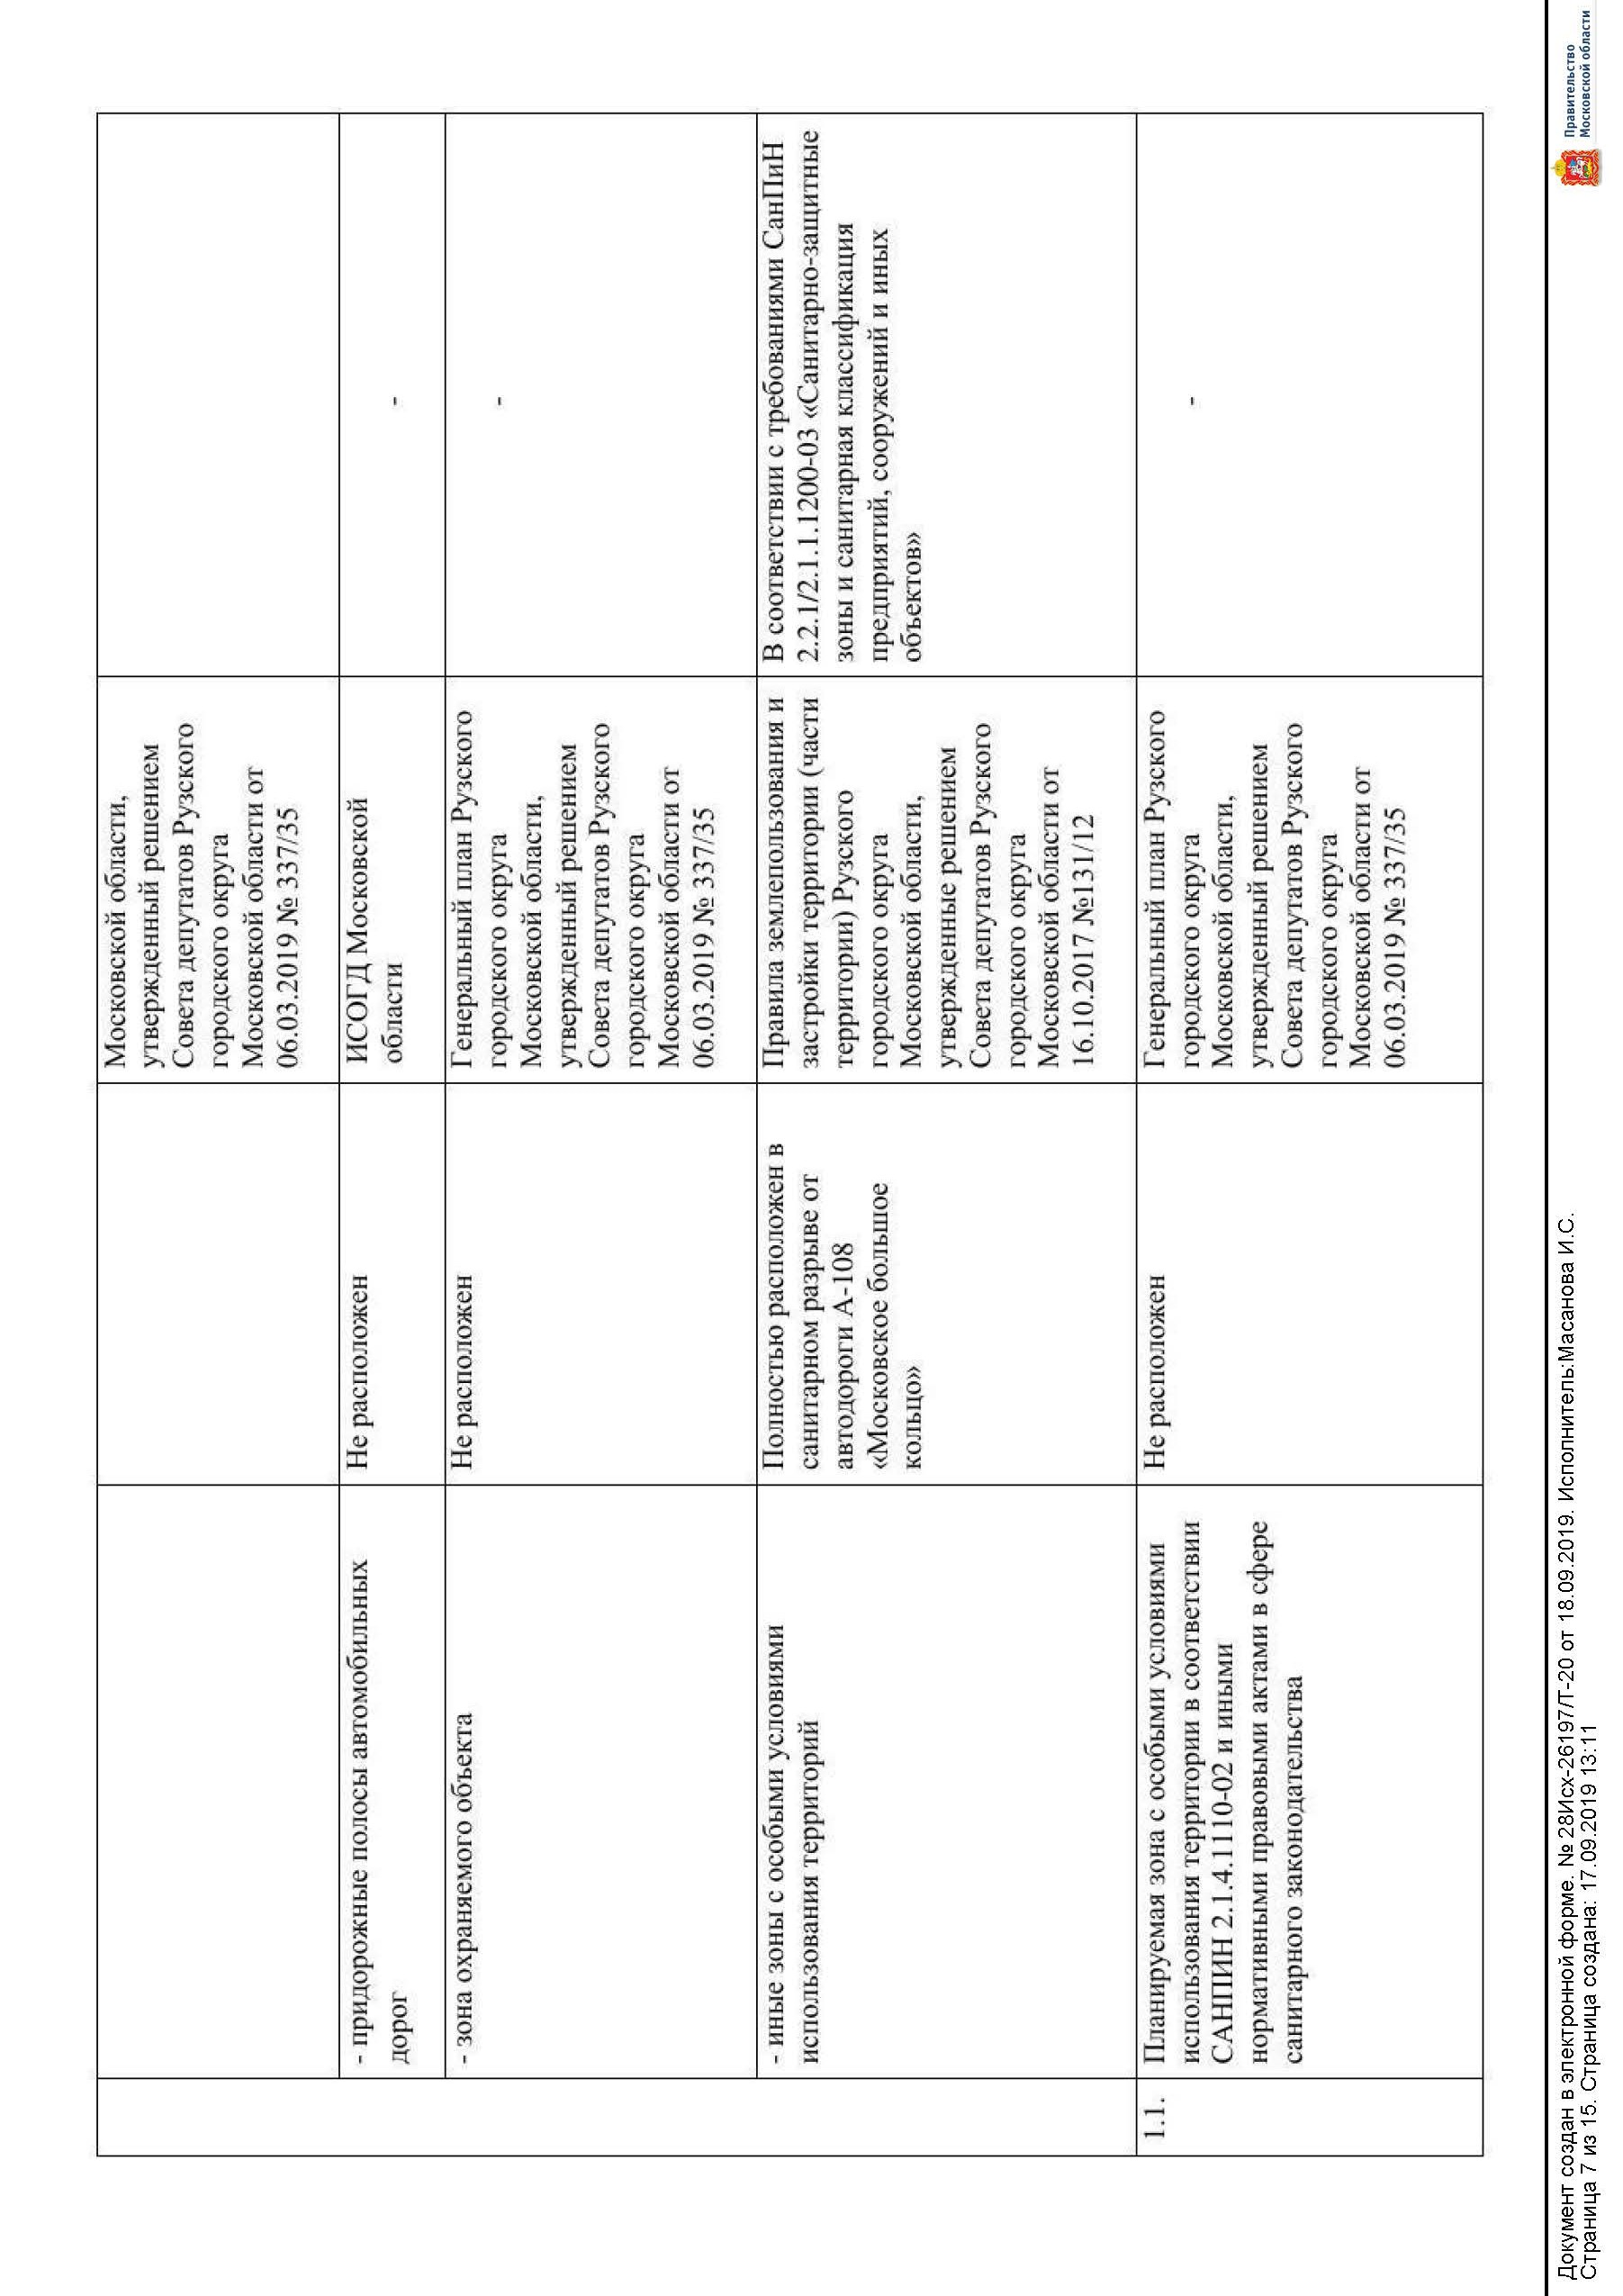 Московской области,
утвержденный решением
Совета депутатов Рузского
городского округа
Московской области от
06.03.2019 № 337/35
- придорожные полосы автомобильных
дорог
Не расположен
ИСОГД Московской
области
-
- зона охраняемого объекта
Не расположен
Генеральный план Рузского
городского округа
Московской области,
утвержденный решением
Совета депутатов Рузского
городского округа
Московской области от
06.03.2019 № 337/35
-
- иные зоны с особыми условиями
использования территорий
Полностью расположен в
санитарном разрыве от
автодороги А-108
«Московское большое
кольцо»
Правила землепользования и
застройки территории (части
территории) Рузского
городского округа
Московской области,
утвержденные решением
Совета депутатов Рузского
городского округа
Московской области от
16.10.2017 №131/12
В соответствии с требованиями СанПиН
2.2.1/2.1.1.1200-03 «Санитарно-защитные
зоны и санитарная классификация
предприятий, сооружений и иных
объектов»
1.1.
Планируемая зона с особыми условиями
использования территории в соответствии
САНПИН 2.1.4.1110-02 и иными
нормативными правовыми актами в сфере
санитарного законодательства
Не расположен
Генеральный план Рузского
городского округа
Московской области,
утвержденный решением
Совета депутатов Рузского
городского округа
Московской области от
06.03.2019 № 337/35
-
Документ создан в электронной форме. № 28Исх-26197/Т-20 от 18.09.2019. Исполнитель:Масанова И.С.
Страница 7 из 15. Страница создана: 17.09.2019 13:11
Правительство
Московской области